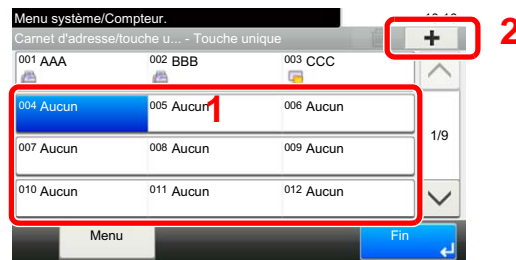 Menu système/Compteur.
Carnet d'adresse/touche u... - Touche unique
+ 2
001 AAA 002 BBB 003 CCC
004 Aucun 005 Aucun 1 006 Aucun
1/9
007 Aucun 008 Aucun 009 Aucun
010 Aucun 011 Aucun 012 Aucun
Menu Fin